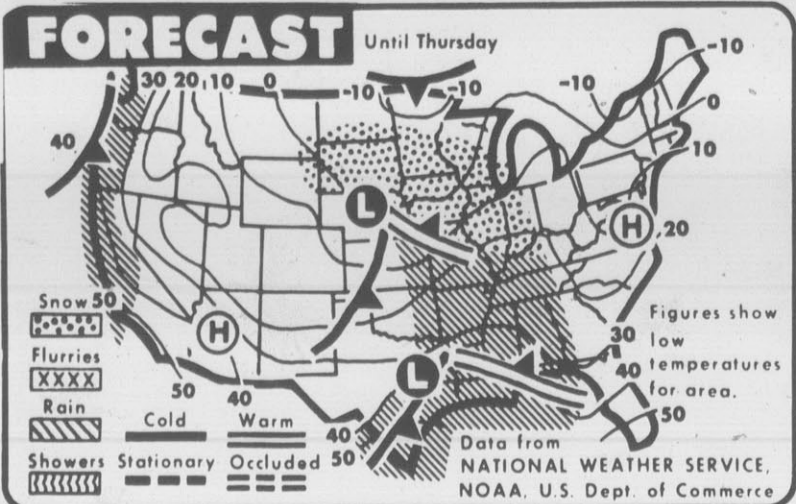 FORECAST
Until Thursday
30 20 10 0 -10 -10 -10 -10
40
0
10
L
H
20
50
H
L
30
40
50
50
40
40
50
Snow
Flurries
XXXX
Rain
Showers
Cold
Warm
Stationary
Occluded
Figures show
low
temperatures
for area.
Data from
NATIONAL WEATHER SERVICE,
NOAA, U.S. Dept. of Commerce